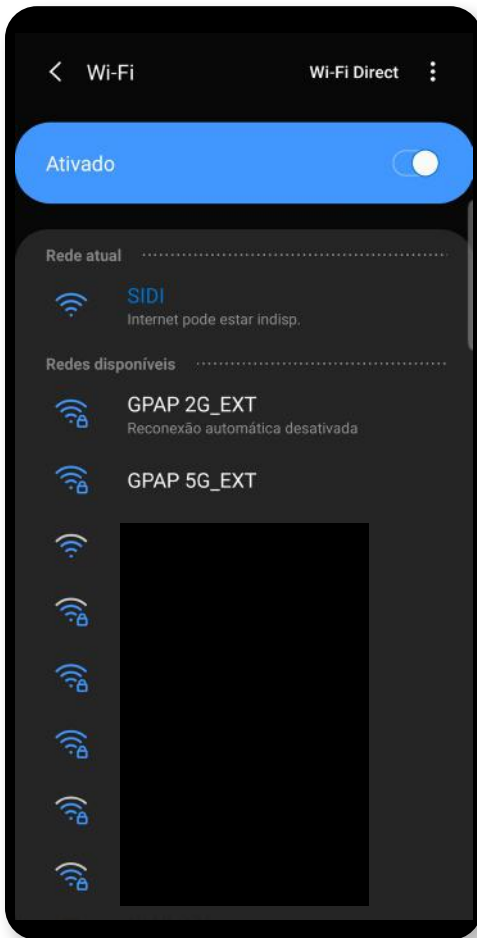 Wi-Fi
Wi-Fi Direct
Ativado
Rede atual
SIDI
Internet pode estar indisp.
Redes disponíveis
GPAP 2G_EXT
Reconexão automática desativada
GPAP 5G_EXT